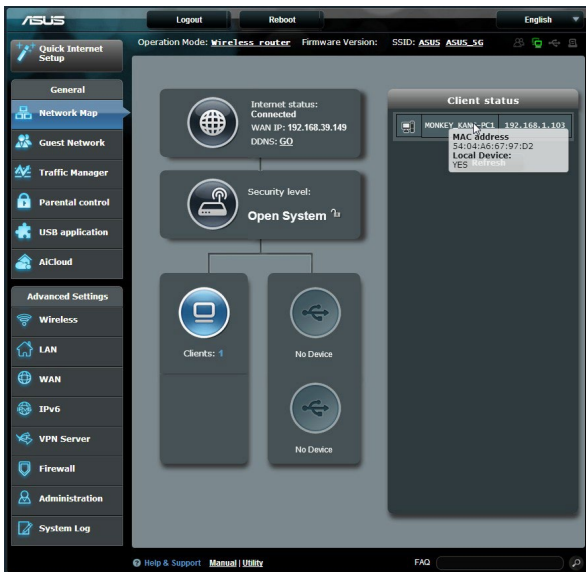 ASUS
Logout
Reboot
English
Quick Internet
Setup
Operation Mode: Wireless router Firmware Version: SSID: ASUS ASUS_5G
General
Network Map
Guest Network
Traffic Manager
Parental control
USB application
AiCloud
Advanced Settings
Wireless
LAN
WAN
IPv6
VPN Server
Firewall
Administration
System Log
Internet status:
Connected
WAN IP: 192.168.39.149
DDNS: GO
Security level:
Open System
Clients: 1
No Device
No Device
Client status
MONKEY 192.168.1.103
MAC address
54:04:A6:67:97:D2
Local Device:
YES
Refresh
Help & Support Manual | Utility
FAQ